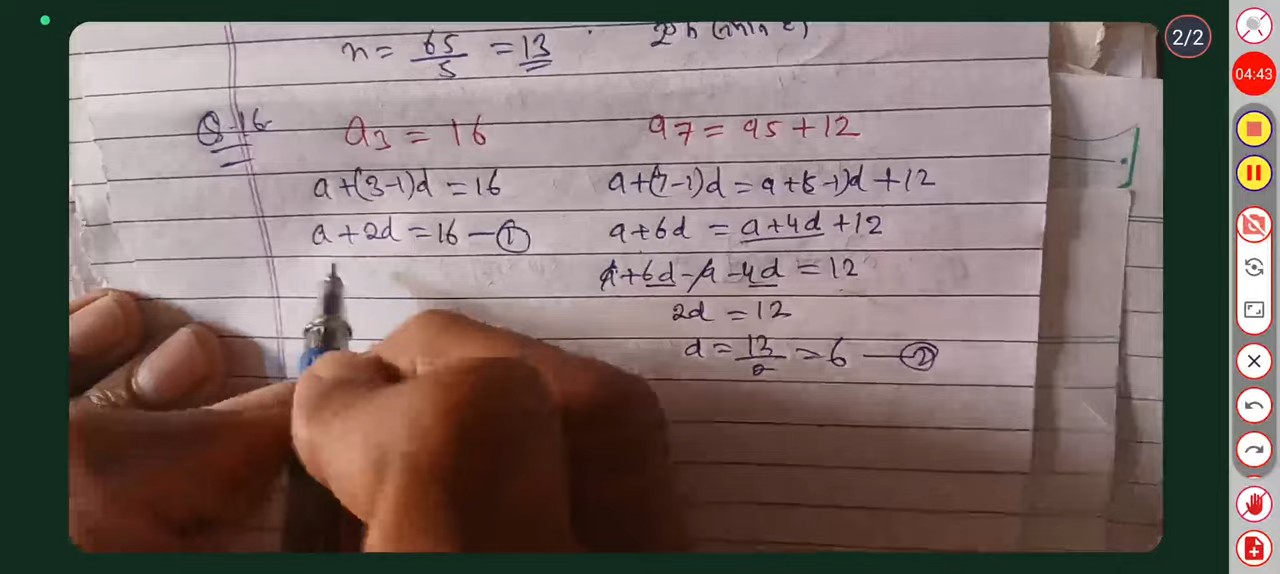 n = 65/5 = 13
Q-16
a3 = 16
a+(3-1)d = 16
a + 2d = 16 — ①
a7 = a5 + 12
a+(7-1)d = a+(5-1)d + 12
a + 6d = a + 4d + 12
a + 6d - a - 4d = 12
2d = 12
d = 12/2 = 6 — ②
2/2
04:43